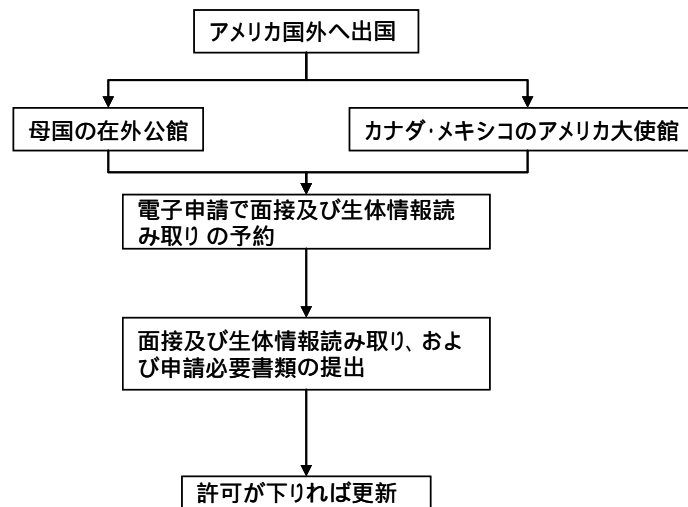 アメリカ国外へ出国
母国の在外公館
カナダ・メキシコのアメリカ大使館
電子申請で面接及び生体情報読
み取りの予約
面接及び生体情報読み取り、およ
び申請必要書類の提出
許可が下りれば更新